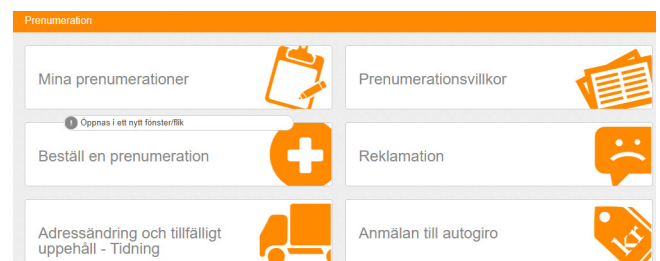 Prenumeration
Mina prenumerationer
Prenumerationsvillkor
Öppnas i ett nytt fönster/flik
Beställ en prenumeration
Reklamation
Adressändring och tillfälligt
uppehåll - Tidning
Anmälan till autogiro
kr